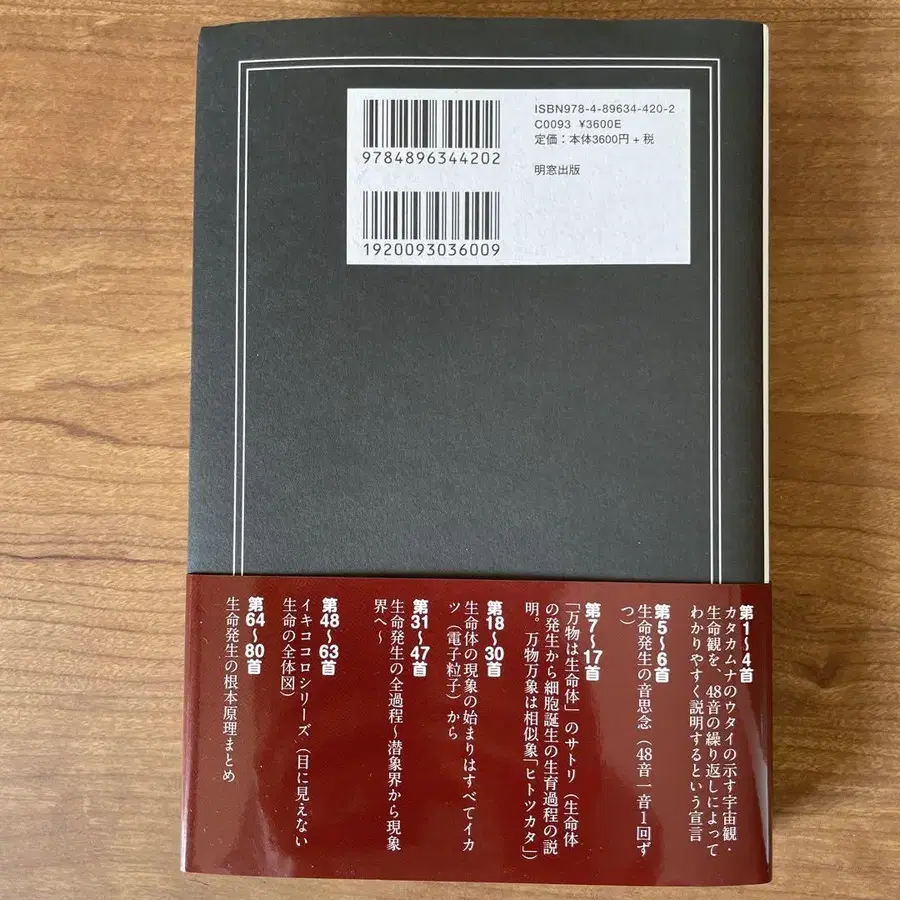 ISBN978-4-89634-420-2
C0093 ¥3600E
定価：本体3600円＋税
9784896344202
明窓出版
1920093036009
第1〜4首
カタカムナのウタイの示す宇宙観・
生命観を、48音の繰り返しによって
わかりやすく説明するという宣言
第5〜6首
生命発生の音思念（48音一音1回ず
つ）
第7〜17首
「万物は生命体」のサトリ（生命体
の発生から細胞誕生の生育過程の説
明。万物万象は相似象「ヒトツカタ」）
第18〜30首
生命体の現象の始まりはすべてイカ
ツ（電子粒子）から
第31〜47首
生命発生の全過程〜潜象界から現象
界へ〜
第48〜63首
イキココロシリーズ（目に見えない
生命の全体図）
第64〜80首
生命発生の根本原理まとめ